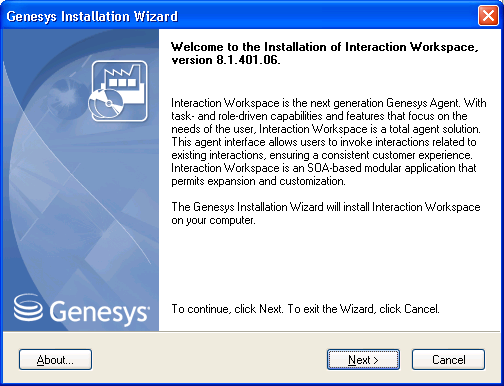 Genesys Installation Wizard
Welcome to the Installation of Interaction Workspace,
version 8.1.401.06.
Interaction Workspace is the next generation Genesys Agent. With
task- and role-driven capabilities and features that focus on the
needs of the user, Interaction Workspace is a total agent solution.
This agent interface allows users to invoke interactions related to
existing interactions, ensuring a consistent customer experience.
Interaction Workspace is an SOA-based modular application that
permits expansion and customization.
The Genesys Installation Wizard will install Interaction Workspace
on your computer.
Genesys
To continue, click Next. To exit the Wizard, click Cancel.
About... Next > Cancel